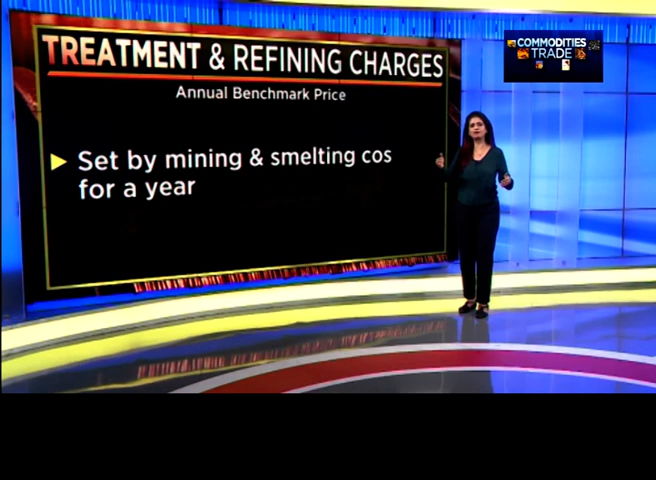 TREATMENT & REFINING CHARGES
Annual Benchmark Price
Set by mining & smelting cos
for a year
COMMODITIES
TRADE